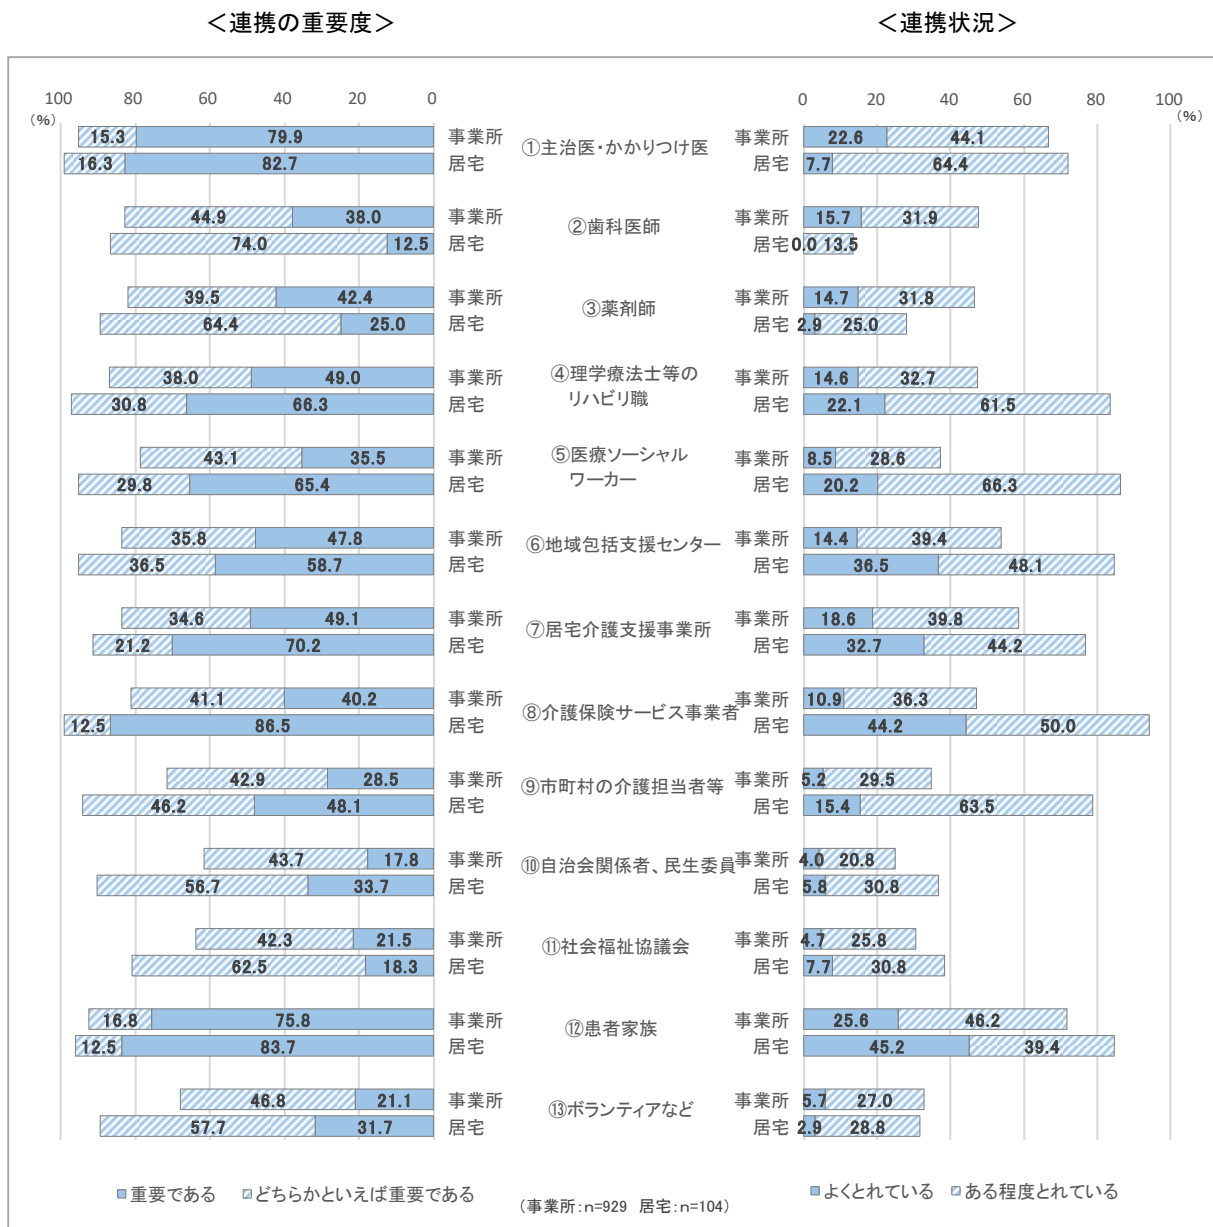 ＜連携の重要度＞ ＜連携状況＞
100 80 60 40 20 0 0 20 40 60 80 100
(%) (%)
15.3 79.9 事業所 ①主治医・かかりつけ医 事業所 22.6 44.1
16.3 82.7 居宅 居宅 7.7 64.4
44.9 38.0 事業所 ②歯科医師 事業所 15.7 31.9
74.0 12.5 居宅 居宅 0.0 13.5
39.5 42.4 事業所 ③薬剤師 事業所 14.7 31.8
64.4 25.0 居宅 居宅 2.9 25.0
38.0 49.0 事業所 ④理学療法士等の 事業所 14.6 32.7
30.8 66.3 居宅 リハビリ職 居宅 22.1 61.5
43.1 35.5 事業所 ⑤医療ソーシャル 事業所 8.5 28.6
29.8 65.4 居宅 ワーカー 居宅 20.2 66.3
35.8 47.8 事業所 ⑥地域包括支援センター 事業所 14.4 39.4
36.5 58.7 居宅 居宅 36.5 48.1
34.6 49.1 事業所 ⑦居宅介護支援事業所 事業所 18.6 39.8
21.2 70.2 居宅 居宅 32.7 44.2
41.1 40.2 事業所 ⑧介護保険サービス事業者 事業所 10.9 36.3
12.5 86.5 居宅 居宅 44.2 50.0
42.9 28.5 事業所 ⑨市町村の介護担当者等 事業所 5.2 29.5
46.2 48.1 居宅 居宅 15.4 63.5
43.7 17.8 事業所 ⑩自治会関係者、民生委員 事業所 4.0 20.8
56.7 33.7 居宅 居宅 5.8 30.8
42.3 21.5 事業所 ⑪社会福祉協議会 事業所 4.7 25.8
62.5 18.3 居宅 居宅 7.7 30.8
16.8 75.8 事業所 ⑫患者家族 事業所 25.6 46.2
12.5 83.7 居宅 居宅 45.2 39.4
46.8 21.1 事業所 ⑬ボランティアなど 事業所 5.7 27.0
57.7 31.7 居宅 居宅 2.9 28.8
重要である どちらかといえば重要である (事業所:n=929 居宅:n=104) よくとれている ある程度とれている